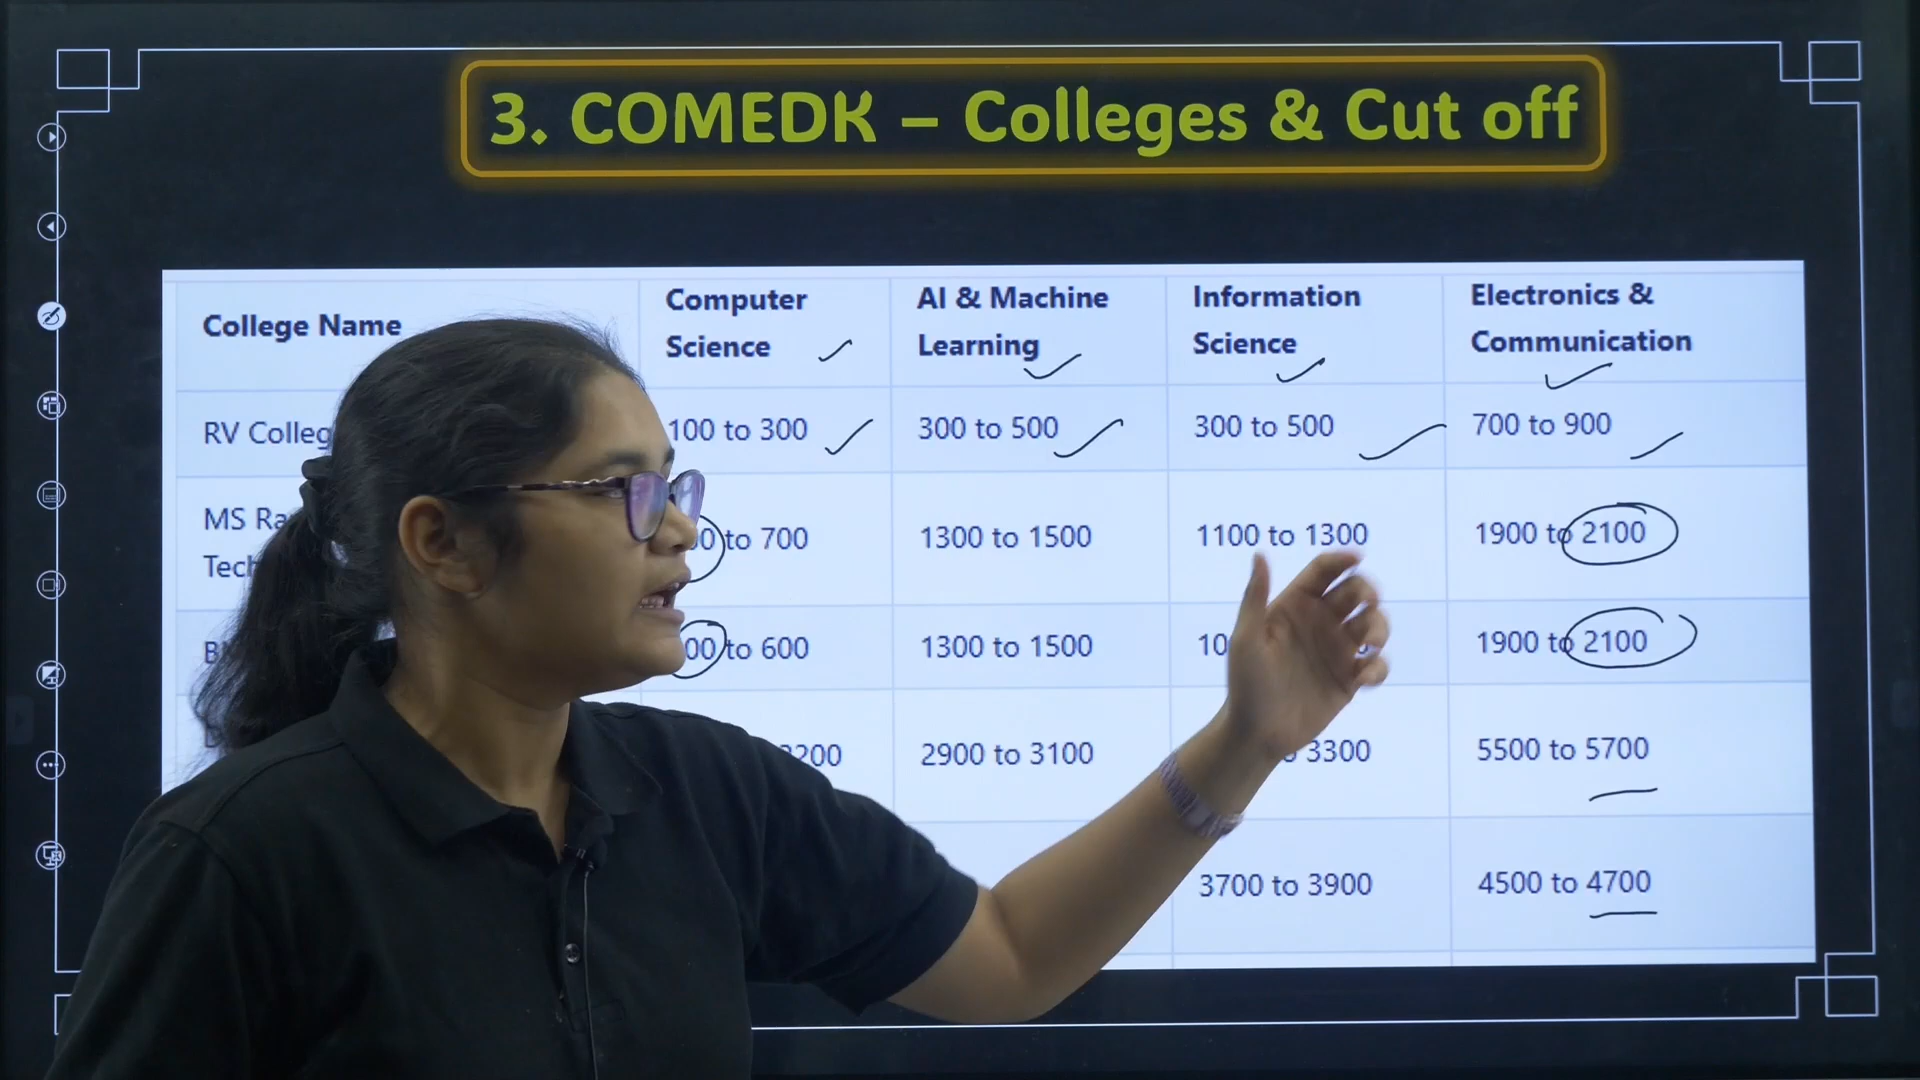 3. COMEDK – Colleges & Cut off
College Name
Computer Science
AI & Machine Learning
Information Science
Electronics & Communication
RV
100 to 300
300 to 500
300 to 500
700 to 900
MS
to 700
1300 to 1500
1100 to 1300
1900 to 2100
to 600
1300 to 1500
1900 to 2100
2900 to 3100
3300
5500 to 5700
3700 to 3900
4500 to 4700